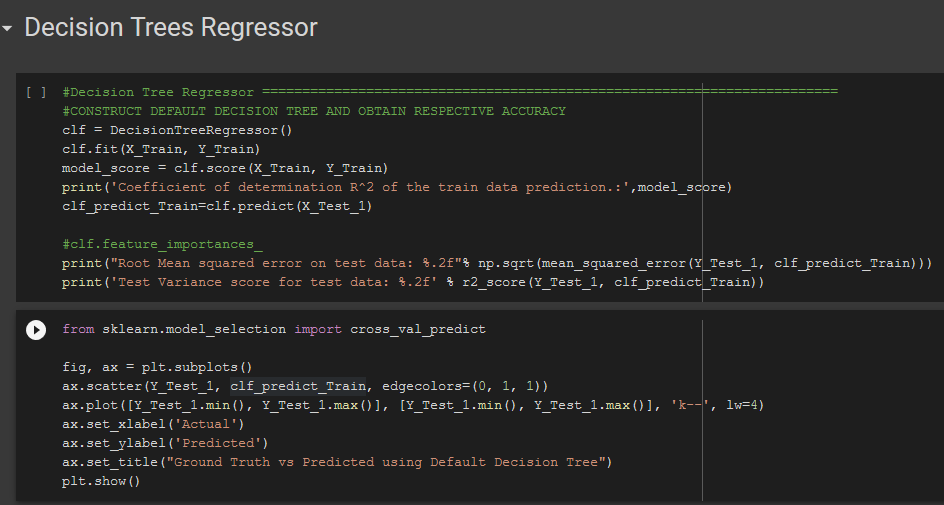 Decision Trees Regressor
[ ] #Decision Tree Regressor ========================================================================
#CONSTRUCT DEFAULT DECISION TREE AND OBTAIN RESPECTIVE ACCURACY
clf = DecisionTreeRegressor()
clf.fit(X_Train, Y_Train)
model_score = clf.score(X_Train, Y_Train)
print('Coefficient of determination R^2 of the train data prediction.:',model_score)
clf_predict_Train=clf.predict(X_Test_1)
#clf.feature_importances_
print("Root Mean squared error on test data: %.2f"% np.sqrt(mean_squared_error(Y_Test_1, clf_predict_Train)))
print('Test Variance score for test data: %.2f' % r2_score(Y_Test_1, clf_predict_Train))
from sklearn.model_selection import cross_val_predict
fig, ax = plt.subplots()
ax.scatter(Y_Test_1, clf_predict_Train, edgecolors=(0, 1, 1))
ax.plot([Y_Test_1.min(), Y_Test_1.max()], [Y_Test_1.min(), Y_Test_1.max()], 'k--', lw=4)
ax.set_xlabel('Actual')
ax.set_ylabel('Predicted')
ax.set_title("Ground Truth vs Predicted using Default Decision Tree")
plt.show()